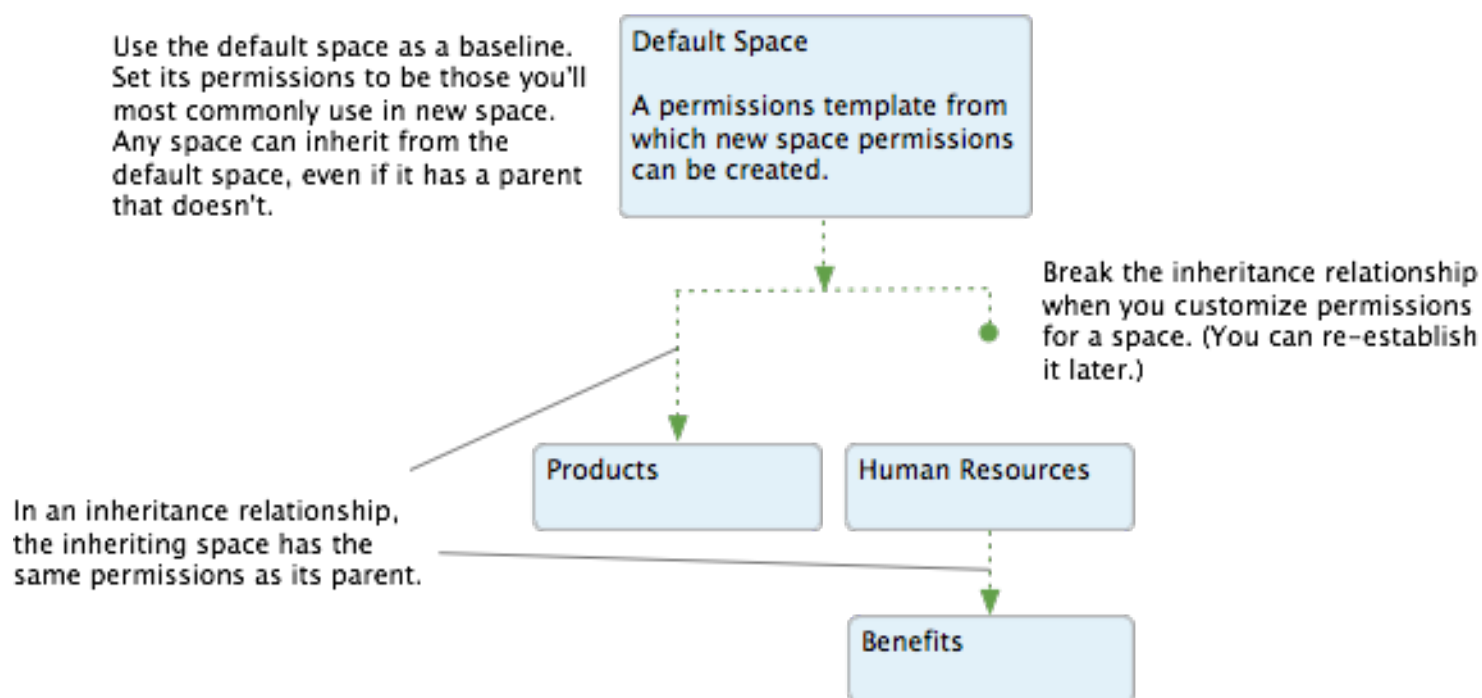 Use the default space as a baseline.
Set its permissions to be those you'll
most commonly use in new space.
Any space can inherit from the
default space, even if it has a parent
that doesn't.
Default Space
A permissions template from
which new space permissions
can be created.
Break the inheritance relationship
when you customize permissions
for a space. (You can re-establish
it later.)
Products
Human Resources
In an inheritance relationship,
the inheriting space has the
same permissions as its parent.
Benefits